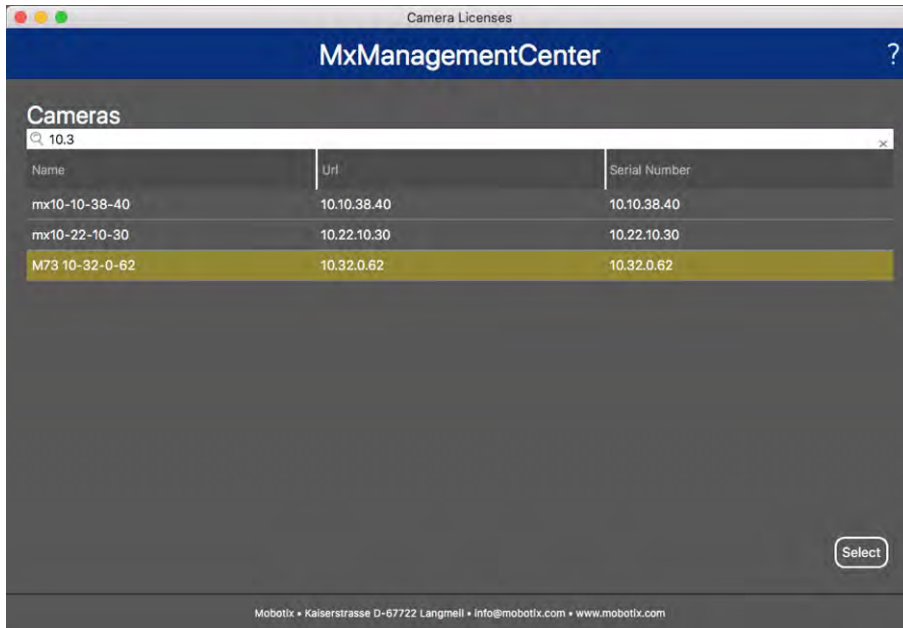 Camera Licenses
MxManagementCenter ?
Cameras
10.3 ×
Name Url Serial Number
mx10-10-38-40 10.10.38.40 10.10.38.40
mx10-22-10-30 10.22.10.30 10.22.10.30
M73 10-32-0-62 10.32.0.62 10.32.0.62
Select
Mobotix • Kaiserstrasse D-67722 Langmeil • info@mobotix.com • www.mobotix.com